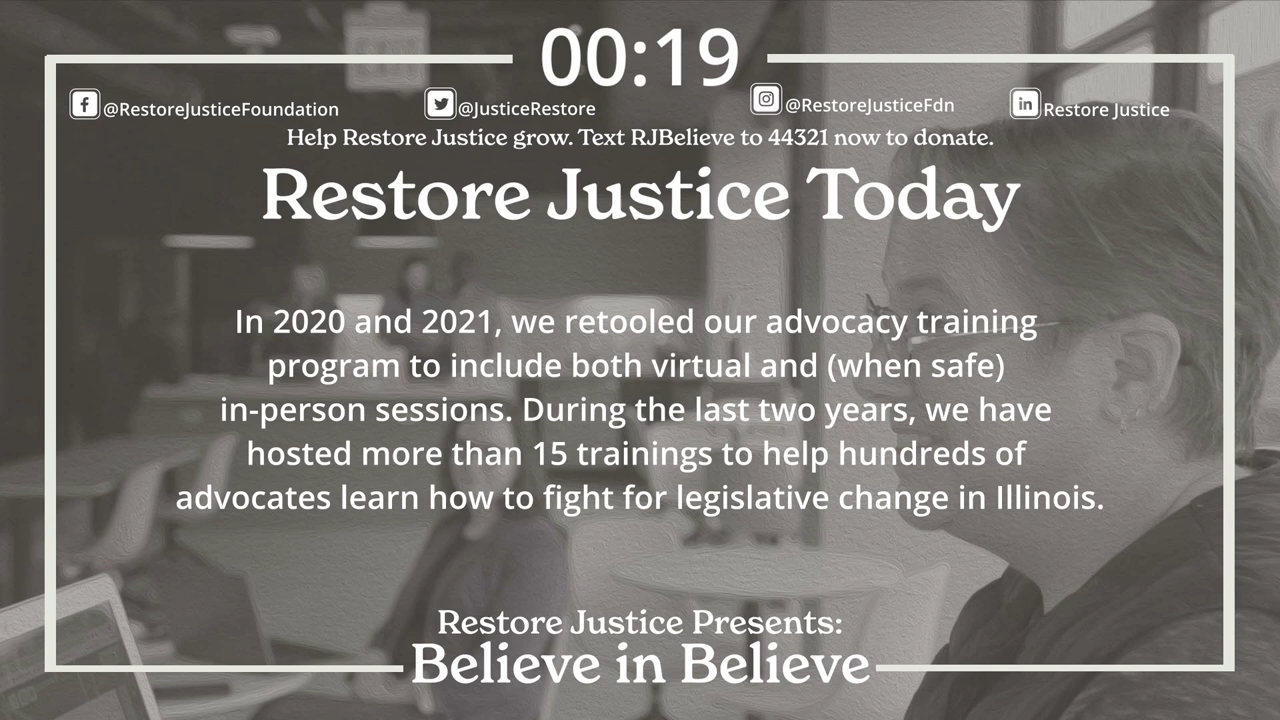 00:19
@RestoreJusticeFoundation @JusticeRestore @RestoreJusticeFdn Restore Justice
Help Restore Justice grow. Text RJBelieve to 44321 now to donate.
Restore Justice Today
In 2020 and 2021, we retooled our advocacy training
program to include both virtual and (when safe)
in-person sessions. During the last two years, we have
hosted more than 15 trainings to help hundreds of
advocates learn how to fight for legislative change in Illinois.
Restore Justice Presents:
Believe in Believe